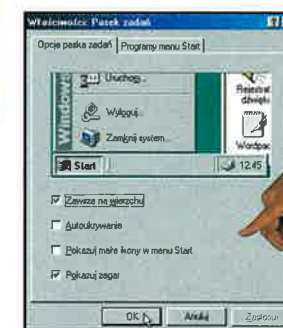 Właściwości: Pasek zadań
Opcje paska zadań Programy menu Start
Windows
Uruchom...
Rejestrat
dźwięku
Wyloguj...
Zamknij system...
Wordpad
Start
12:45
Zawsze na wierzchu
Autoukrywanie
Pokazuj małe ikony w menu Start
Pokazuj zegar
OK Anuluj Zastosuj